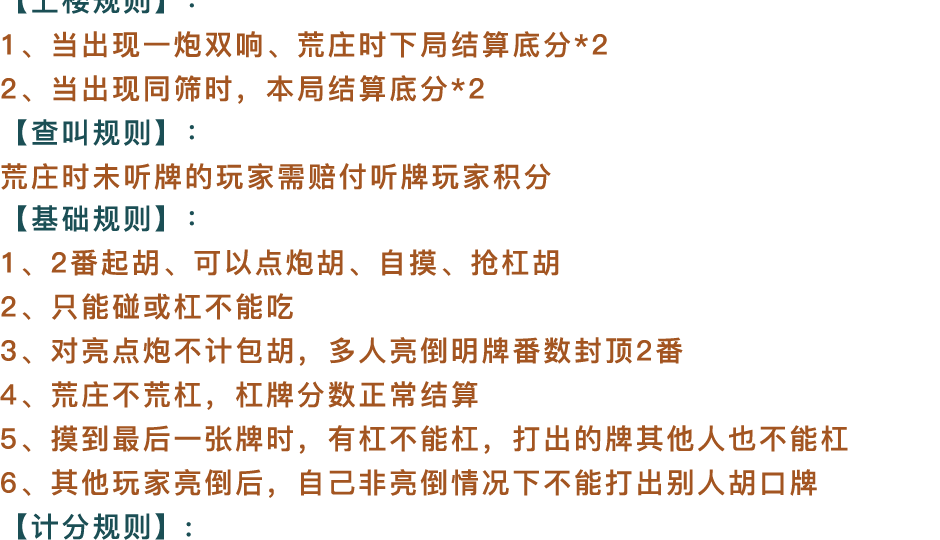 【上楼规则】：
1、当出现一炮双响、荒庄时下局结算底分*2
2、当出现同筛时，本局结算底分*2
【查叫规则】：
荒庄时未听牌的玩家需赔付听牌玩家积分
【基础规则】：
1、2番起胡、可以点炮胡、自摸、抢杠胡
2、只能碰或杠不能吃
3、对亮点炮不计包胡，多人亮倒明牌番数封顶2番
4、荒庄不荒杠，杠牌分数正常结算
5、摸到最后一张牌时，有杠不能杠，打出的牌其他人也不能杠
6、其他玩家亮倒后，自己非亮倒情况下不能打出别人胡口牌
【计分规则】：